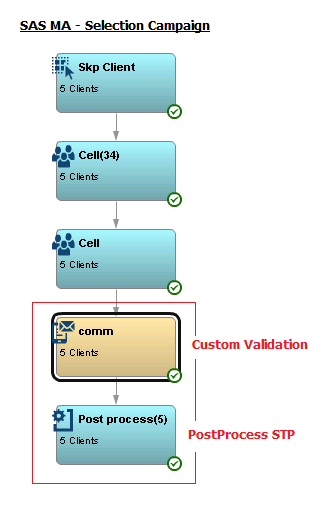 SAS MA - Selection Campaign
Skp Client
5 Clients
Cell(34)
5 Clients
Cell
5 Clients
comm
5 Clients
Custom Validation
Post process(5)
5 Clients
PostProcess STP